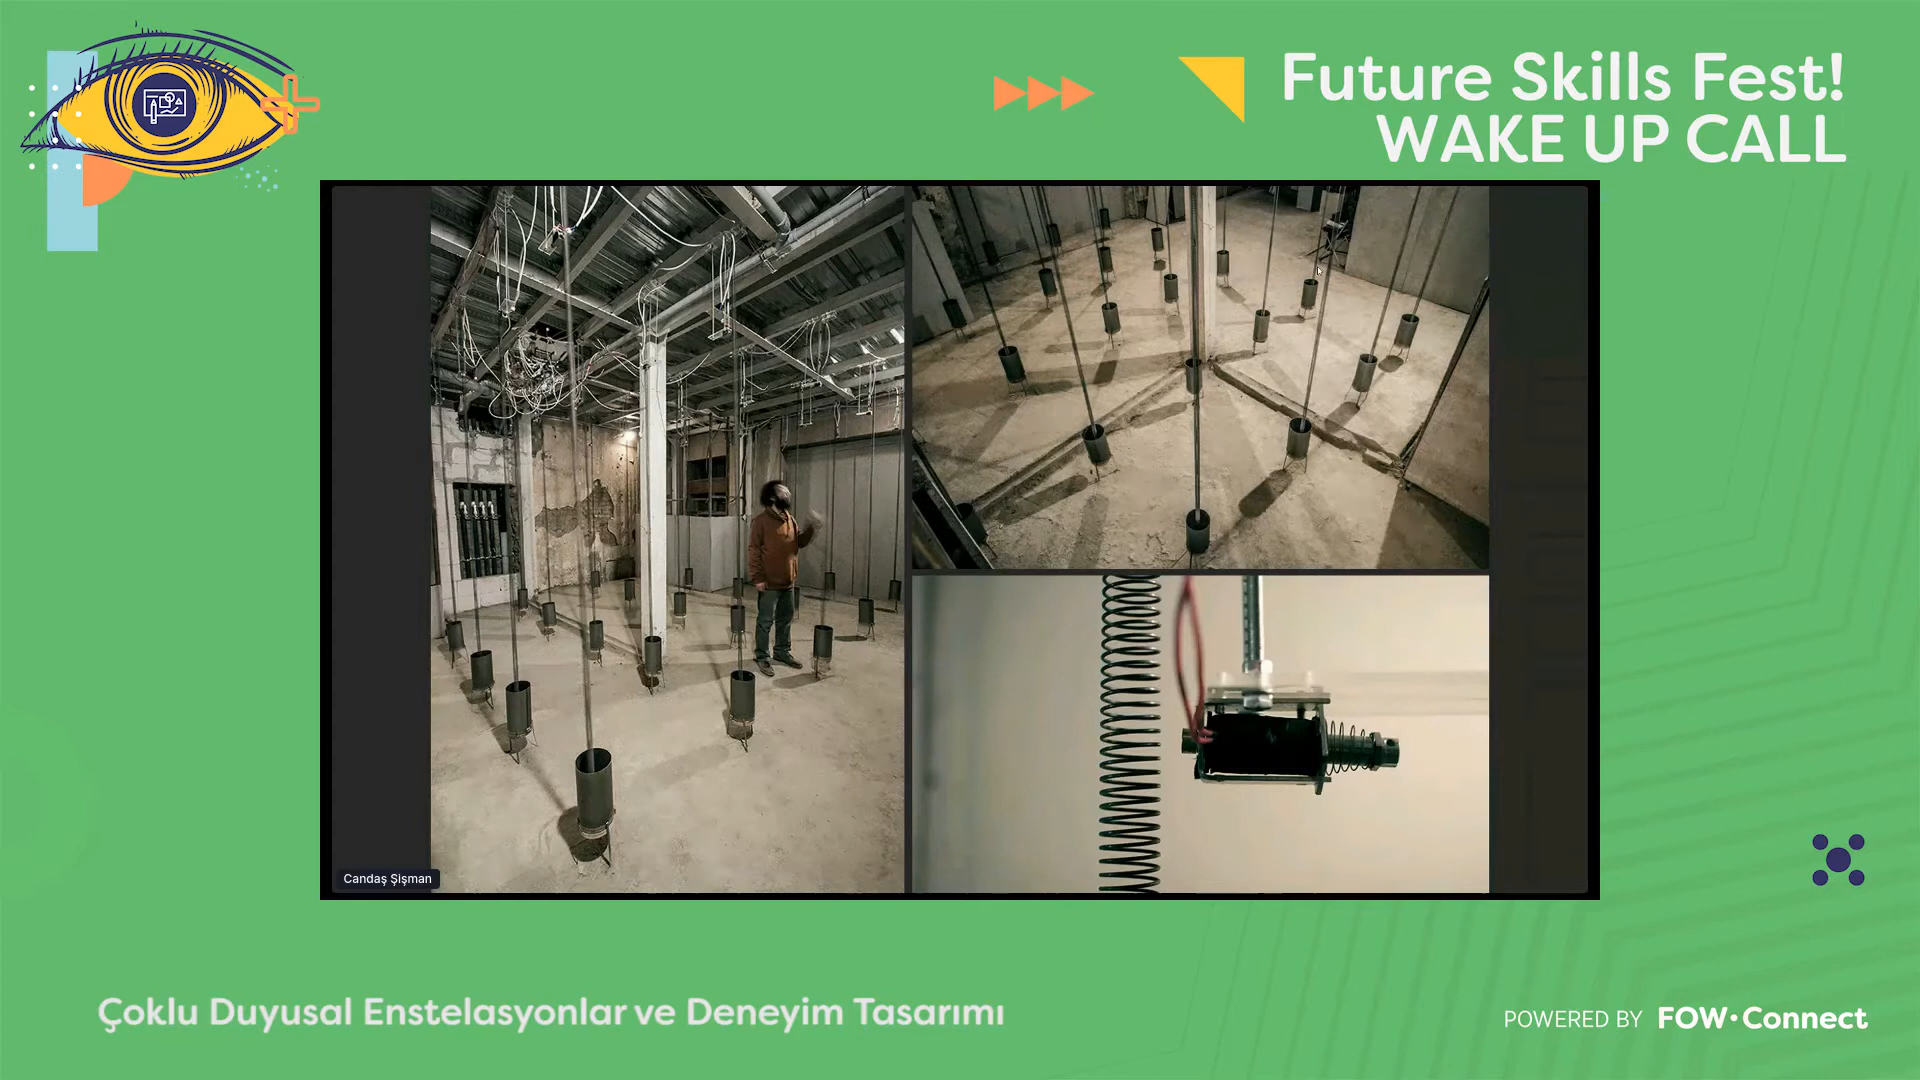 Future Skills Fest!
WAKE UP CALL
Candaş Şişman
Çoklu Duyusal Enstelasyonlar ve Deneyim Tasarımı
POWERED BY FOW·Connect